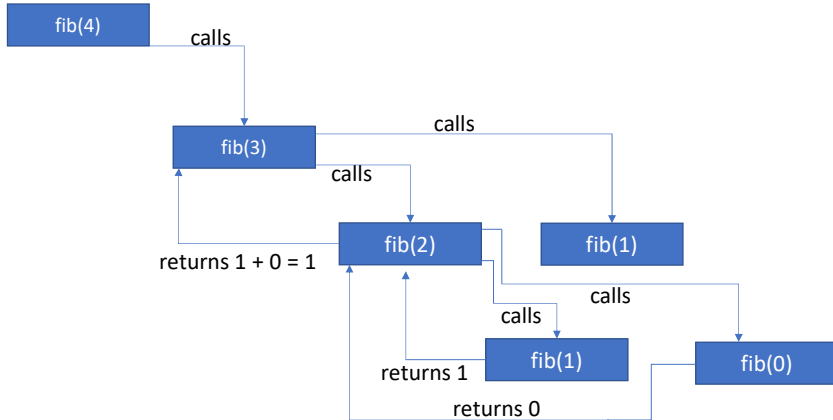 fib(4)
calls
fib(3)
calls
calls
fib(2)
fib(1)
returns 1 + 0 = 1
calls
calls
fib(1)
fib(0)
returns 1
returns 0